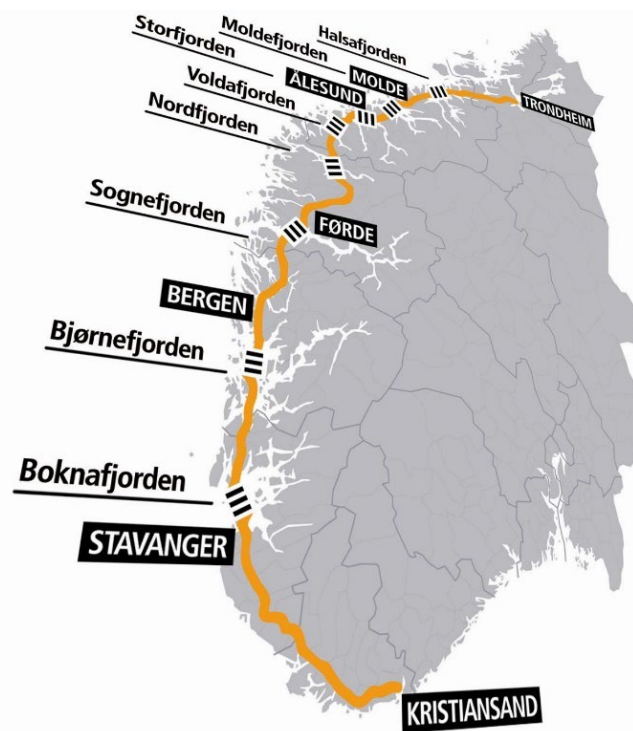 Halsafjorden
Moldefjorden
Storfjorden
MOLDE
ÅLESUND
Voldafjorden
TRONDHEIM
Nordfjorden
Sognefjorden
FØRDE
BERGEN
Bjørnefjorden
Boknafjorden
STAVANGER
KRISTIANSAND